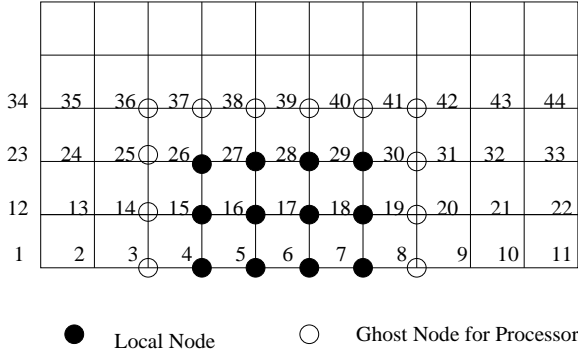 34 35 36 37 38 39 40 41 42 43 44
23 24 25 26 27 28 29 30 31 32 33
12 13 14 15 16 17 18 19 20 21 22
1 2 3 4 5 6 7 8 9 10 11
Local Node Ghost Node for Processor